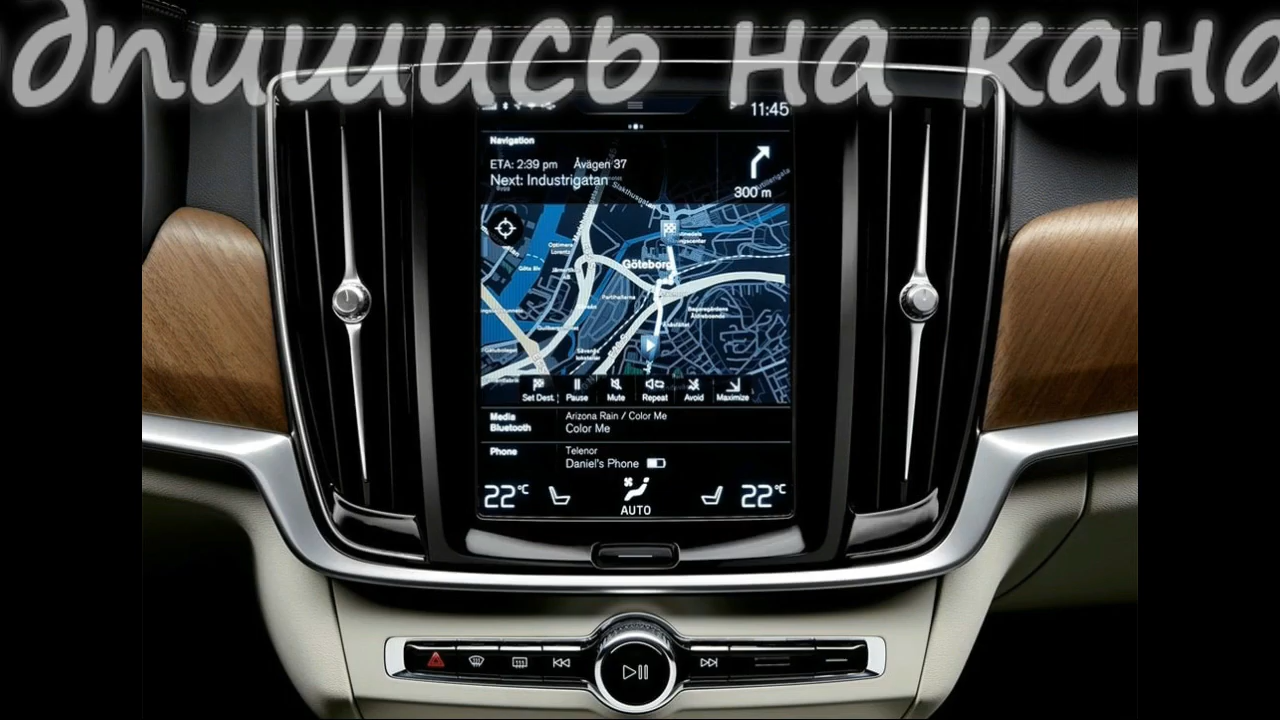 дпишись на кана
11:45
Navigation
ETA: 2:39 pm Åvägen 37
Next: Industrigatan
300 m
Slakthusgatan
Göteborg
Partihallarna
Set Dest. Pause Mute Repeat Avoid Maximize
Media Arizona Rain / Color Me
Bluetooth Color Me
Phone Telenor
Daniel's Phone
22°C 22°C
AUTO